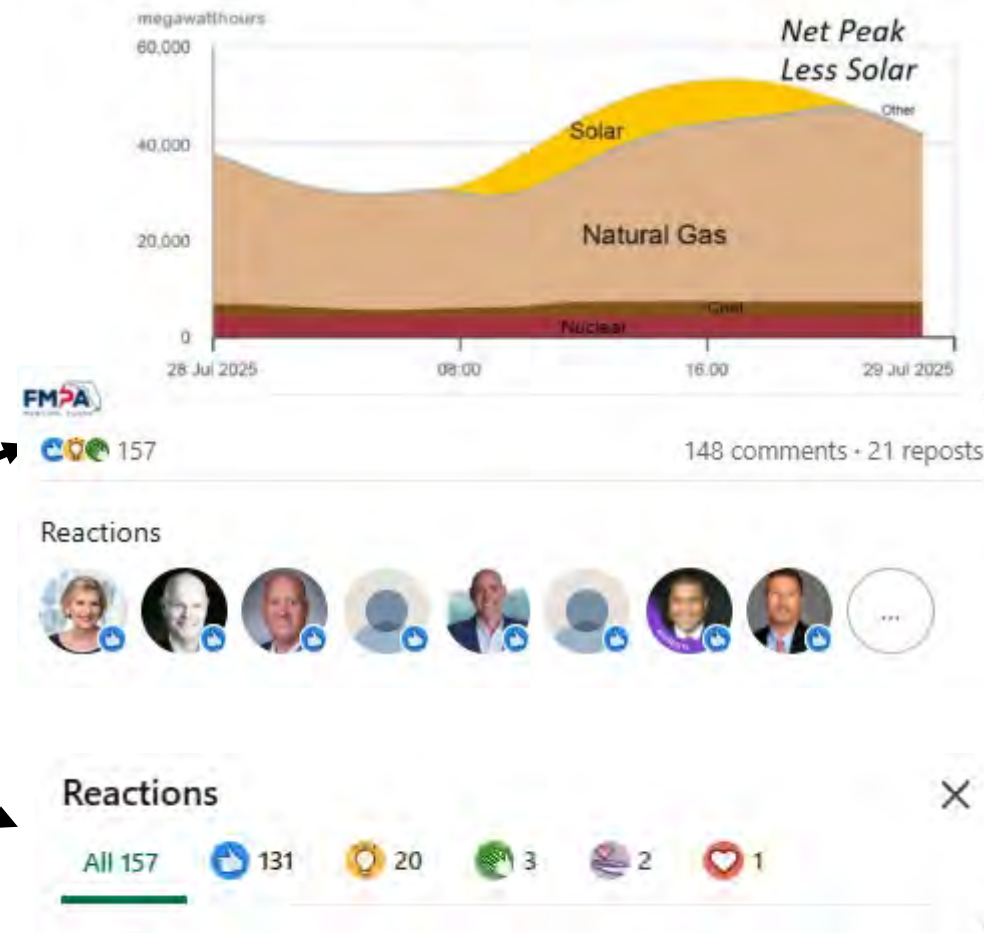 megawatthours
Net Peak
Less Solar
60,000
Other
Solar
40,000
Natural Gas
20,000
Coal
Nuclear
0
28 Jul 2025 08:00 16:00 29 Jul 2025
FMPA
157 148 comments · 21 reposts
Reactions
...
Reactions
All 157 131 20 3 2 1